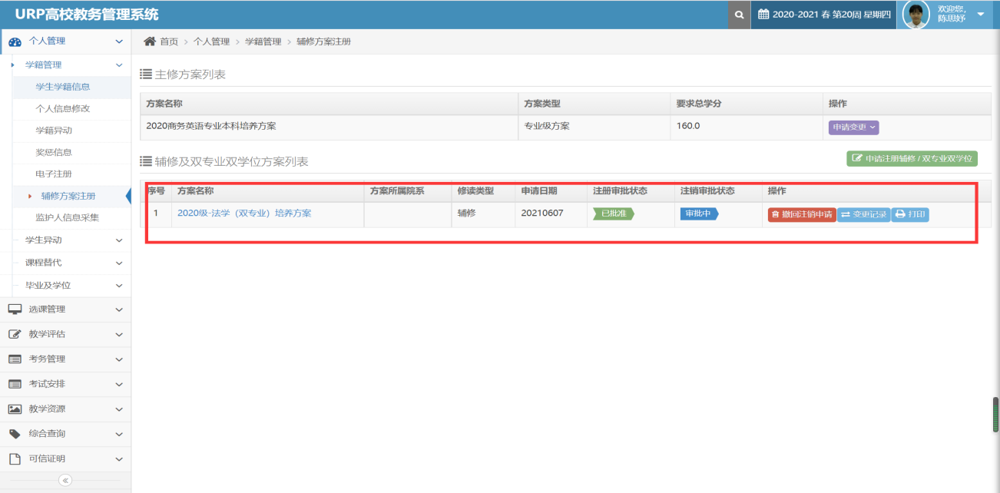 URP高校教务管理系统
2020-2021 春 第20周 星期四
欢迎您,
陈思妤
个人管理
学籍管理
学生学籍信息
个人信息修改
学籍异动
奖惩信息
电子注册
辅修方案注册
监护人信息采集
学生异动
课程替代
毕业及学位
选课管理
教学评估
考务管理
考试安排
教学资源
综合查询
可信证明
首页 > 个人管理 > 学籍管理 > 辅修方案注册
主修方案列表
方案名称 方案类型 要求总学分 操作
2020商务英语专业本科培养方案 专业级方案 160.0 申请变更
辅修及双专业双学位方案列表 申请注册辅修 / 双专业双学位
序号 方案名称 方案所属院系 修读类型 申请日期 注册审批状态 注销审批状态 操作
1 2020级-法学（双专业）培养方案 辅修 20210607 已批准 审批中 撤回注销申请 变更记录 打印